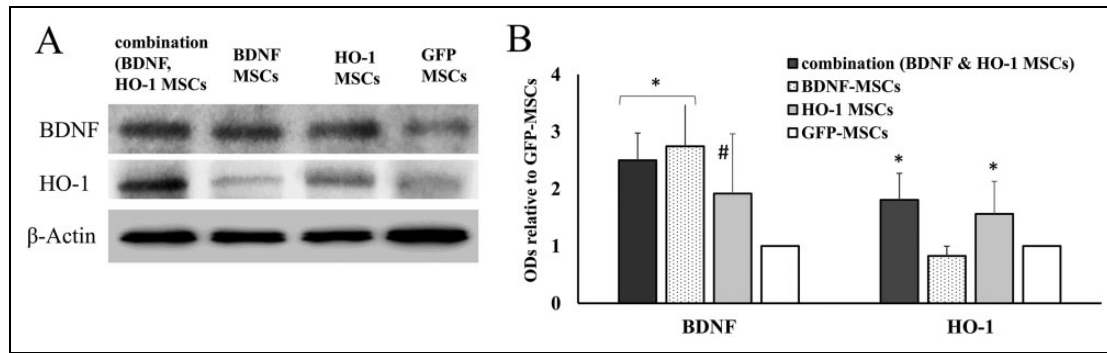 A
combination
(BDNF,
HO-1 MSCs
BDNF
MSCs
HO-1
MSCs
GFP
MSCs
BDNF
HO-1
β-Actin
B
combination (BDNF & HO-1 MSCs)
BDNF-MSCs
HO-1 MSCs
GFP-MSCs
ODs relative to GFP-MSCs
4
3
2
1
0
*
#
*
*
BDNF
HO-1